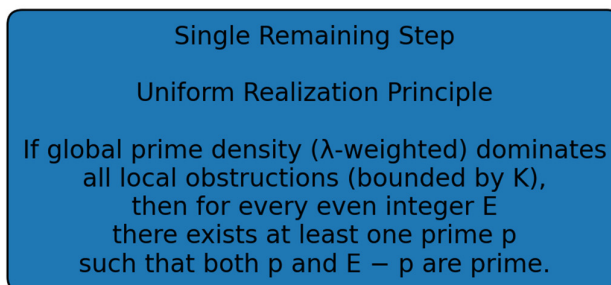 Single Remaining Step
Uniform Realization Principle
If global prime density (λ-weighted) dominates
all local obstructions (bounded by K),
then for every even integer E
there exists at least one prime p
such that both p and E − p are prime.